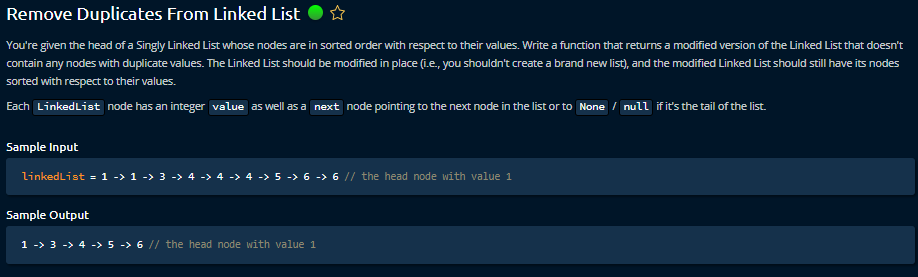 Remove Duplicates From Linked List
You're given the head of a Singly Linked List whose nodes are in sorted order with respect to their values. Write a function that returns a modified version of the Linked List that doesn't
contain any nodes with duplicate values. The Linked List should be modified in place (i.e., you shouldn't create a brand new list), and the modified Linked List should still have its nodes
sorted with respect to their values.
Each LinkedList node has an integer value as well as a next node pointing to the next node in the list or to None / null if it's the tail of the list.
Sample Input
linkedList = 1 -> 1 -> 3 -> 4 -> 4 -> 4 -> 5 -> 6 -> 6 // the head node with value 1
Sample Output
1 -> 3 -> 4 -> 5 -> 6 // the head node with value 1